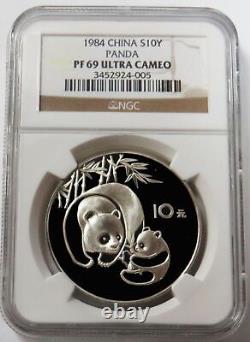 1984 CHINA S10Y
PANDA
PF 69 ULTRA CAMEO
3452924-005
NGC
10元